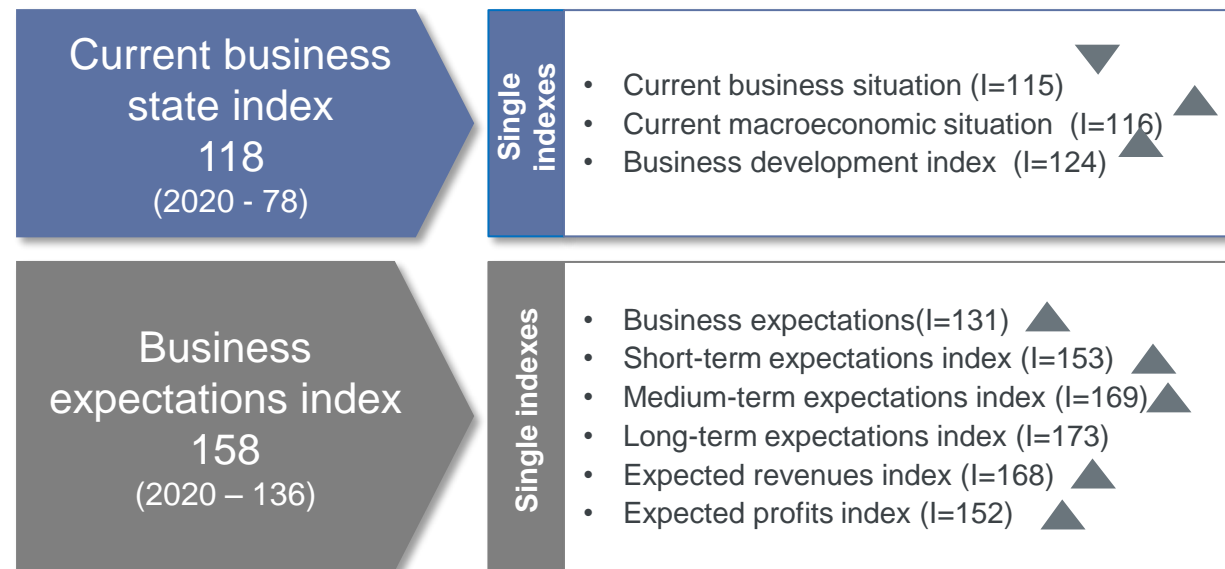 Current business
state index
118
(2020 - 78)
Single
indexes
• Current business situation (I=115)
• Current macroeconomic situation  (I=116)
• Business development index  (I=124)
Business
expectations index
158
(2020 – 136)
Single indexes
• Business expectations(I=131)
• Short-term expectations index (I=153)
• Medium-term expectations index (I=169)
• Long-term expectations index (I=173)
• Expected revenues index (I=168)
• Expected profits index (I=152)